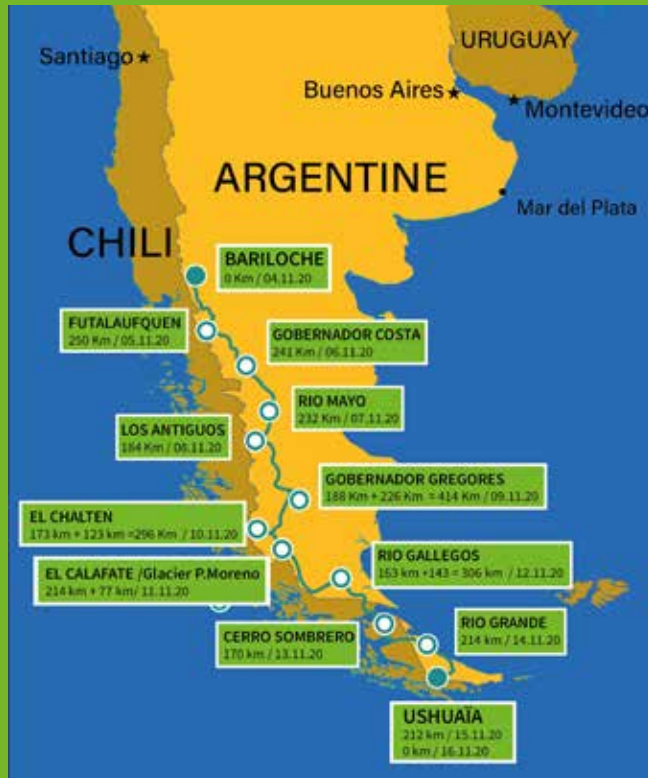 URUGUAY
Santiago
Buenos Aires
Montevideo
ARGENTINE
Mar del Plata
CHILI
BARILOCHE
0 Km / 04.11.20
FUTALAUFQUEN
250 Km / 05.11.20
GOBERNADOR COSTA
241 Km / 06.11.20
RIO MAYO
232 Km / 07.11.20
LOS ANTIGUOS
184 Km / 08.11.20
GOBERNADOR GREGORES
188 Km + 226 Km = 414 Km / 09.11.20
EL CHALTEN
173 km + 123 km =296 Km / 10.11.20
EL CALAFATE /Glacier P.Moreno
214 km + 77 km/ 11.11.20
RIO GALLEGOS
163 km +143 = 306 km / 12.11.20
CERRO SOMBRERO
170 km / 13.11.20
RIO GRANDE
214 km / 14.11.20
USHUAÏA
212 km / 15.11.20
0 km / 16.11.20